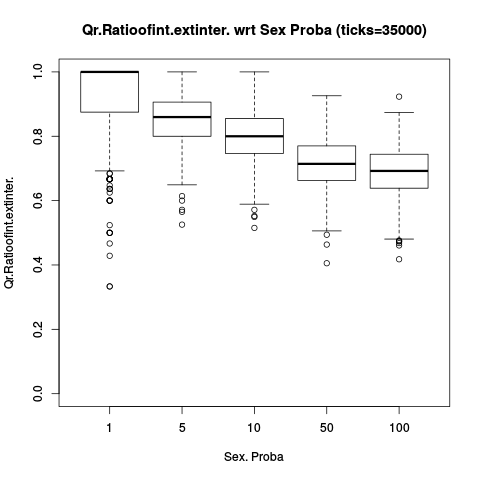 Qr.Ratioofint.extinter. wrt Sex Proba (ticks=35000)
Qr.Ratioofint.extinter.
1.0
0.8
0.6
0.4
0.2
0.0
1 5 10 50 100
Sex. Proba